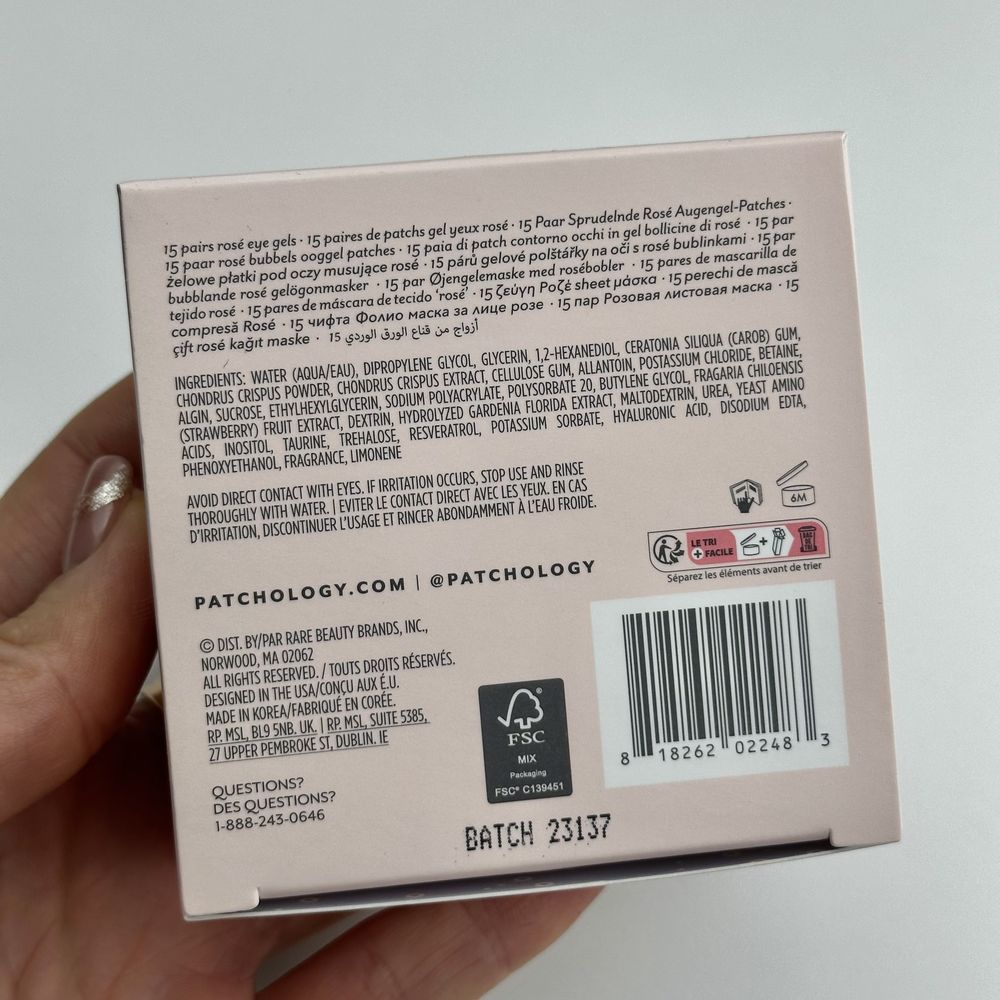 15 pairs rosé eye gels · 15 paires de patchs gel yeux rosé · 15 Paar Sprudelnde Rosé Augengel-Patches ·
15 paar rosé bubbels ooggel patches · 15 paia di patch contorno occhi in gel bollicine di rosé · 15 par
żelowe płatki pod oczy musujące rosé · 15 párů gelové polštářky na oči s rosé bublinkami · 15 par
bubblande rosé gelögonmasker · 15 par Øjengelemaske med rosébobler · 15 pares de mascarilla de
tejido rosé · 15 pares de máscara de tecido ‘rosé’ · 15 ζεύγη Ροζέ sheet μάσκα · 15 perechi de mască
compresă Rosé · 15 чифта Фолио маска за лице розе · 15 пар Розовая листовая маска · 15
çift rosé kağıt maske · 15 أزواج من قناع الورق الوردي
INGREDIENTS: WATER (AQUA/EAU), DIPROPYLENE GLYCOL, GLYCERIN, 1,2-HEXANEDIOL, CERATONIA SILIQUA (CAROB) GUM,
CHONDRUS CRISPUS POWDER, CHONDRUS CRISPUS EXTRACT, CELLULOSE GUM, ALLANTOIN, POTASSIUM CHLORIDE, BETAINE,
ALGIN, SUCROSE, ETHYLHEXYLGLYCERIN, SODIUM POLYACRYLATE, POLYSORBATE 20, BUTYLENE GLYCOL, FRAGARIA CHILOENSIS
(STRAWBERRY) FRUIT EXTRACT, DEXTRIN, HYDROLYZED GARDENIA FLORIDA EXTRACT, MALTODEXTRIN, UREA, YEAST AMINO
ACIDS, INOSITOL, TAURINE, TREHALOSE, RESVERATROL, POTASSIUM SORBATE, HYALURONIC ACID, DISODIUM EDTA,
PHENOXYETHANOL, FRAGRANCE, LIMONENE
AVOID DIRECT CONTACT WITH EYES. IF IRRITATION OCCURS, STOP USE AND RINSE
THOROUGHLY WITH WATER. | EVITER LE CONTACT DIRECT AVEC LES YEUX. EN CAS
D’IRRITATION, DISCONTINUER L’USAGE ET RINCER ABONDAMMENT À L’EAU FROIDE.
6M
LE TRI
+ FACILE
+
BAC
DE
TRI
Séparez les éléments avant de trier
PATCHOLOGY.COM | @PATCHOLOGY
© DIST. BY/PAR RARE BEAUTY BRANDS, INC.,
NORWOOD, MA 02062
ALL RIGHTS RESERVED. / TOUTS DROITS RÉSERVÉS.
DESIGNED IN THE USA/CONÇU AUX É.U.
MADE IN KOREA/FABRIQUÉ EN CORÉE.
RP. MSL, BL9 5NB. UK. | RP. MSL, SUITE 5385,
27 UPPER PEMBROKE ST, DUBLIN. IE
QUESTIONS?
DES QUESTIONS?
1-888-243-0646
FSC®
MIX
Packaging
FSC® C139451
8 18262 02248 3
BATCH 23137